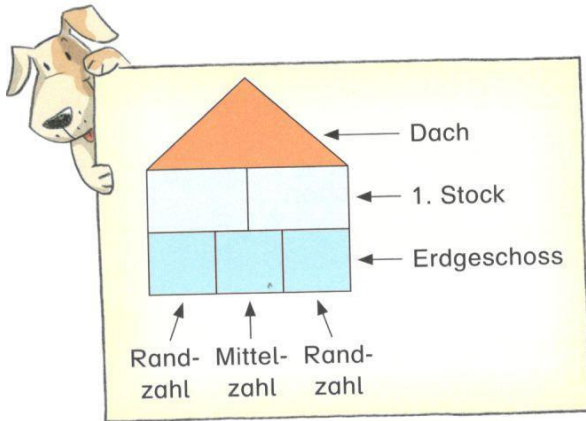 Dach
1. Stock
Erdgeschoss
Rand- Mittel- Rand-
zahl zahl zahl